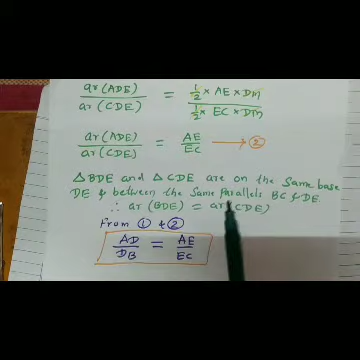 ar(ADE) / ar(CDE) = ½ × AE × DM / ½ × EC × DM
ar(ADE) / ar(CDE) = AE / EC → ②
△BDE and △CDE are on the same base
DE & between the same parallels BC & DE
∴ ar(BDE) = ar(CDE)
From ① & ②
AD / DB = AE / EC